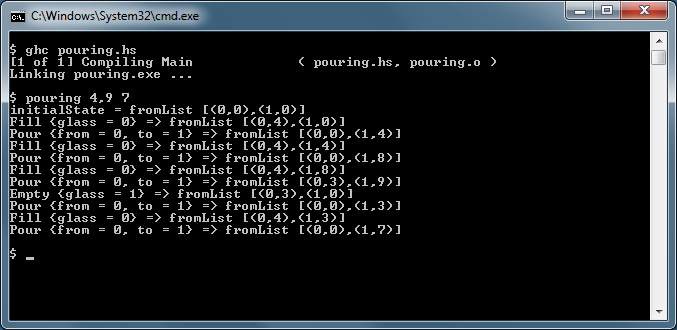 C:\Windows\System32\cmd.exe
$ ghc pouring.hs
[1 of 1] Compiling Main             ( pouring.hs, pouring.o )
Linking pouring.exe ...
$ pouring 4,9 7
initialState = fromList [(0,0),(1,0)]
Fill {glass = 0} => fromList [(0,4),(1,0)]
Pour {from = 0, to = 1} => fromList [(0,0),(1,4)]
Fill {glass = 0} => fromList [(0,4),(1,4)]
Pour {from = 0, to = 1} => fromList [(0,0),(1,8)]
Fill {glass = 0} => fromList [(0,4),(1,8)]
Pour {from = 0, to = 1} => fromList [(0,3),(1,9)]
Empty {glass = 1} => fromList [(0,3),(1,0)]
Pour {from = 0, to = 1} => fromList [(0,0),(1,3)]
Fill {glass = 0} => fromList [(0,4),(1,3)]
Pour {from = 0, to = 1} => fromList [(0,0),(1,7)]
$ _